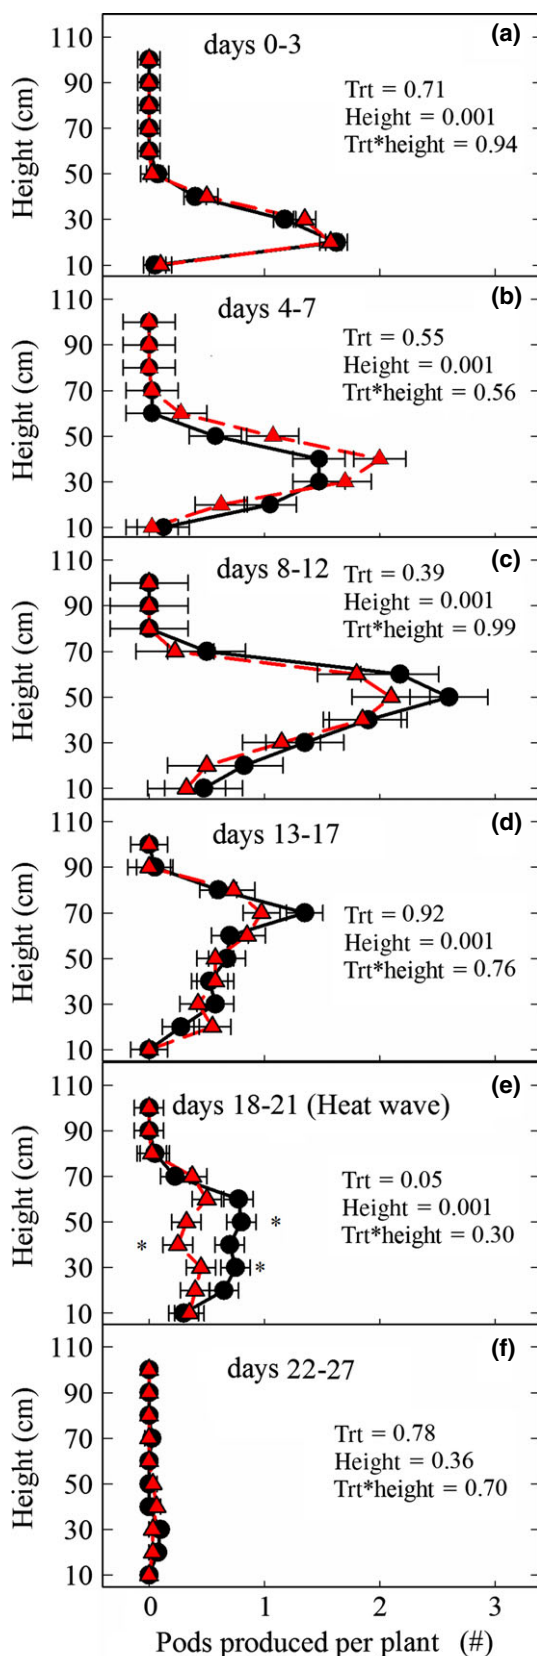 (a)
days 0-3
Trt = 0.71
Height = 0.001
Trt*height = 0.94
Height (cm)
110
90
70
50
30
10
(b)
days 4-7
Trt = 0.55
Height = 0.001
Trt*height = 0.56
Height (cm)
110
90
70
50
30
10
(c)
days 8-12
Trt = 0.39
Height = 0.001
Trt*height = 0.99
Height (cm)
110
90
70
50
30
10
(d)
days 13-17
Trt = 0.92
Height = 0.001
Trt*height = 0.76
Height (cm)
110
90
70
50
30
10
(e)
days 18-21 (Heat wave)
Trt = 0.05
Height = 0.001
Trt*height = 0.30
*
*
*
Height (cm)
110
90
70
50
30
10
(f)
days 22-27
Trt = 0.78
Height = 0.36
Trt*height = 0.70
Height (cm)
110
90
70
50
30
10
0 1 2 3
Pods produced per plant (#)